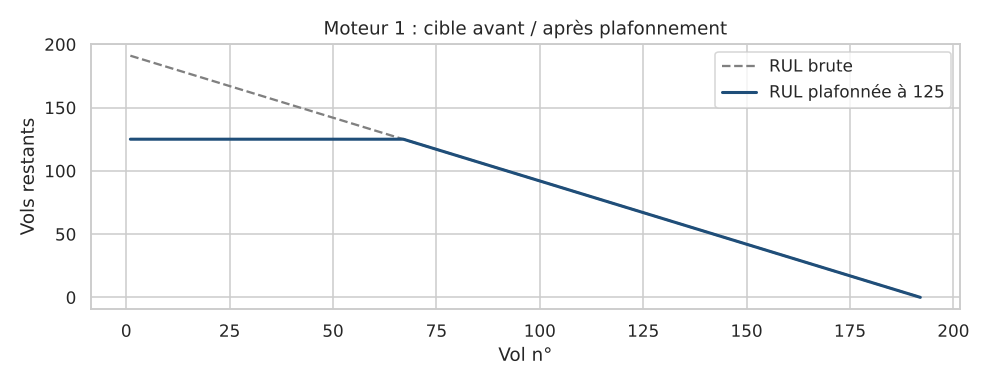 Moteur 1 : cible avant / après plafonnement
RUL brute
RUL plafonnée à 125
Vols restants
200
150
100
50
0
0 25 50 75 100 125 150 175 200
Vol n°